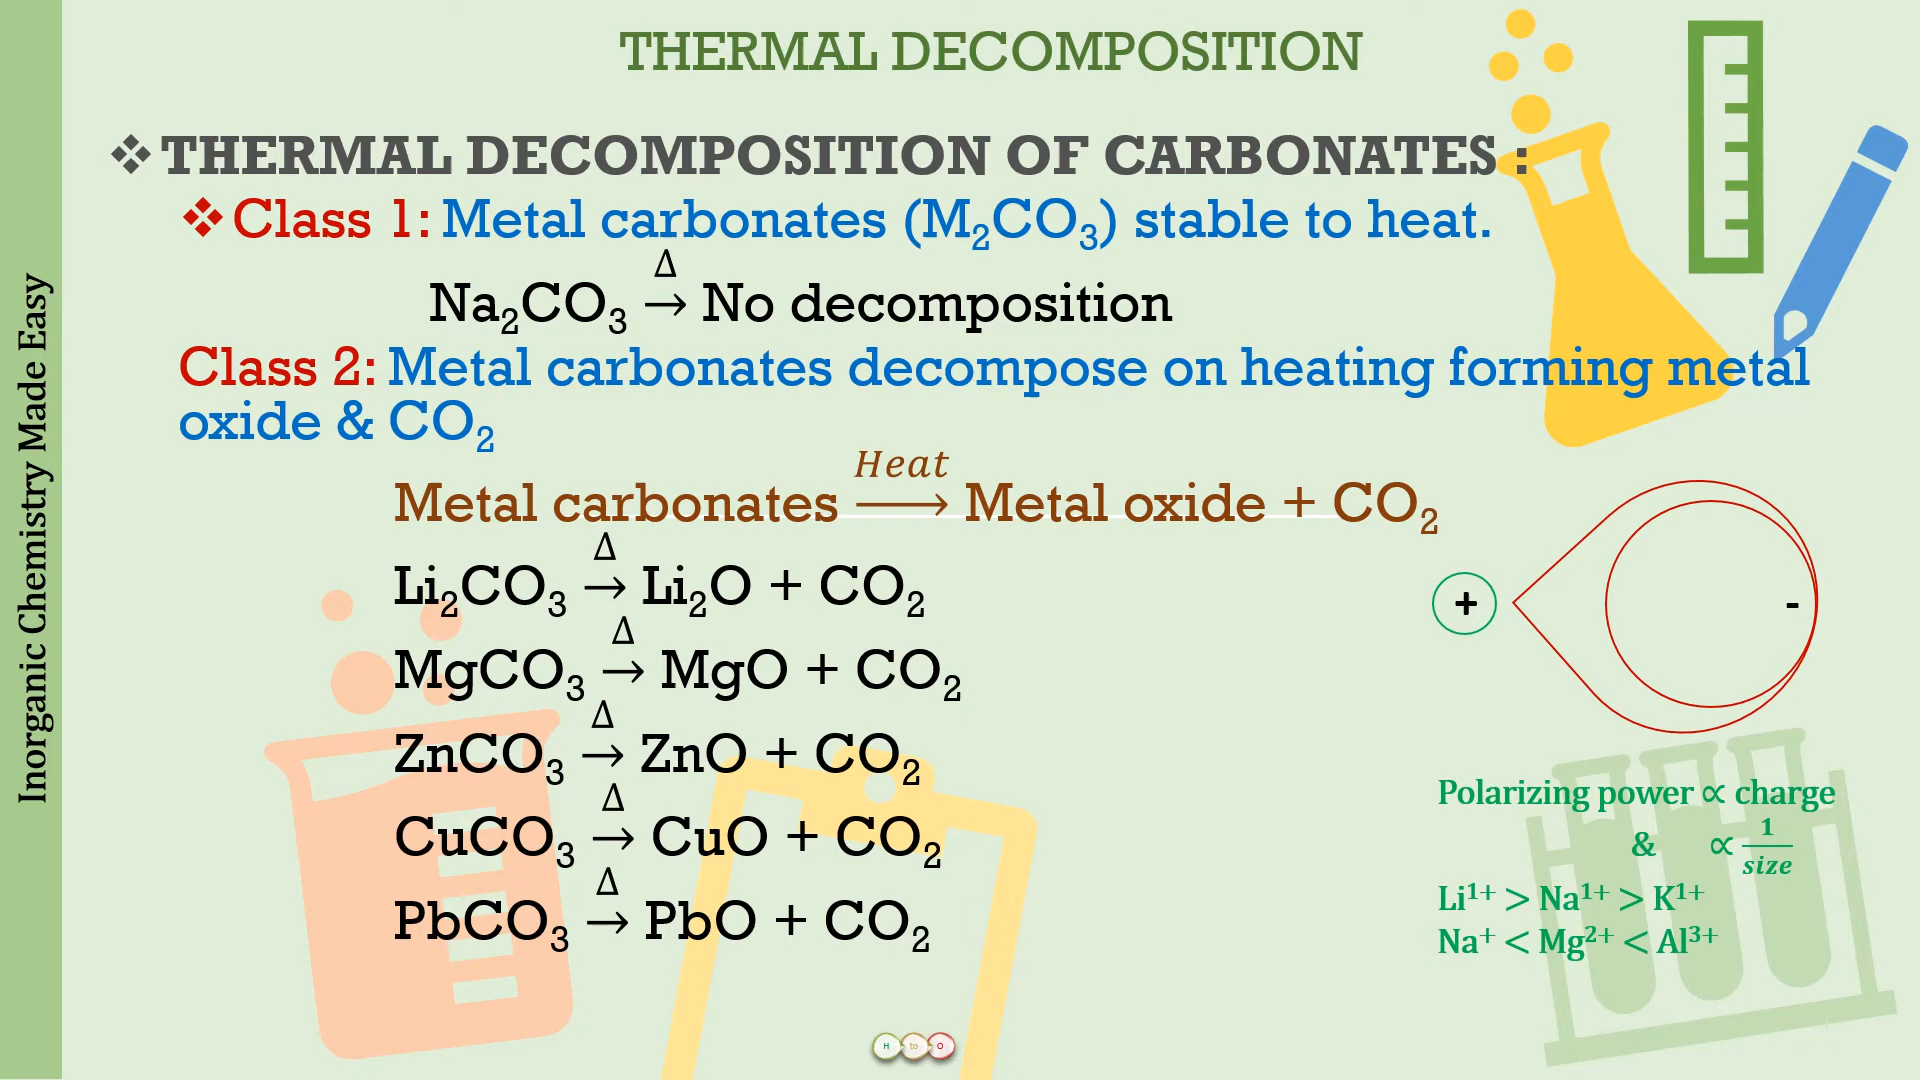 THERMAL DECOMPOSITION
❖ THERMAL DECOMPOSITION OF CARBONATES :
❖ Class 1: Metal carbonates (M₂CO₃) stable to heat.
Na₂CO₃ →(Δ) No decomposition
Class 2: Metal carbonates decompose on heating forming metal
oxide & CO₂
Metal carbonates →(Heat) Metal oxide + CO₂
Li₂CO₃ →(Δ) Li₂O + CO₂
MgCO₃ →(Δ) MgO + CO₂
ZnCO₃ →(Δ) ZnO + CO₂
CuCO₃ →(Δ) CuO + CO₂
PbCO₃ →(Δ) PbO + CO₂
+ -
Polarizing power ∝ charge
& ∝ 1/size
Li¹⁺ > Na¹⁺ > K¹⁺
Na⁺ < Mg²⁺ < Al³⁺
Inorganic Chemistry Made Easy
H to O